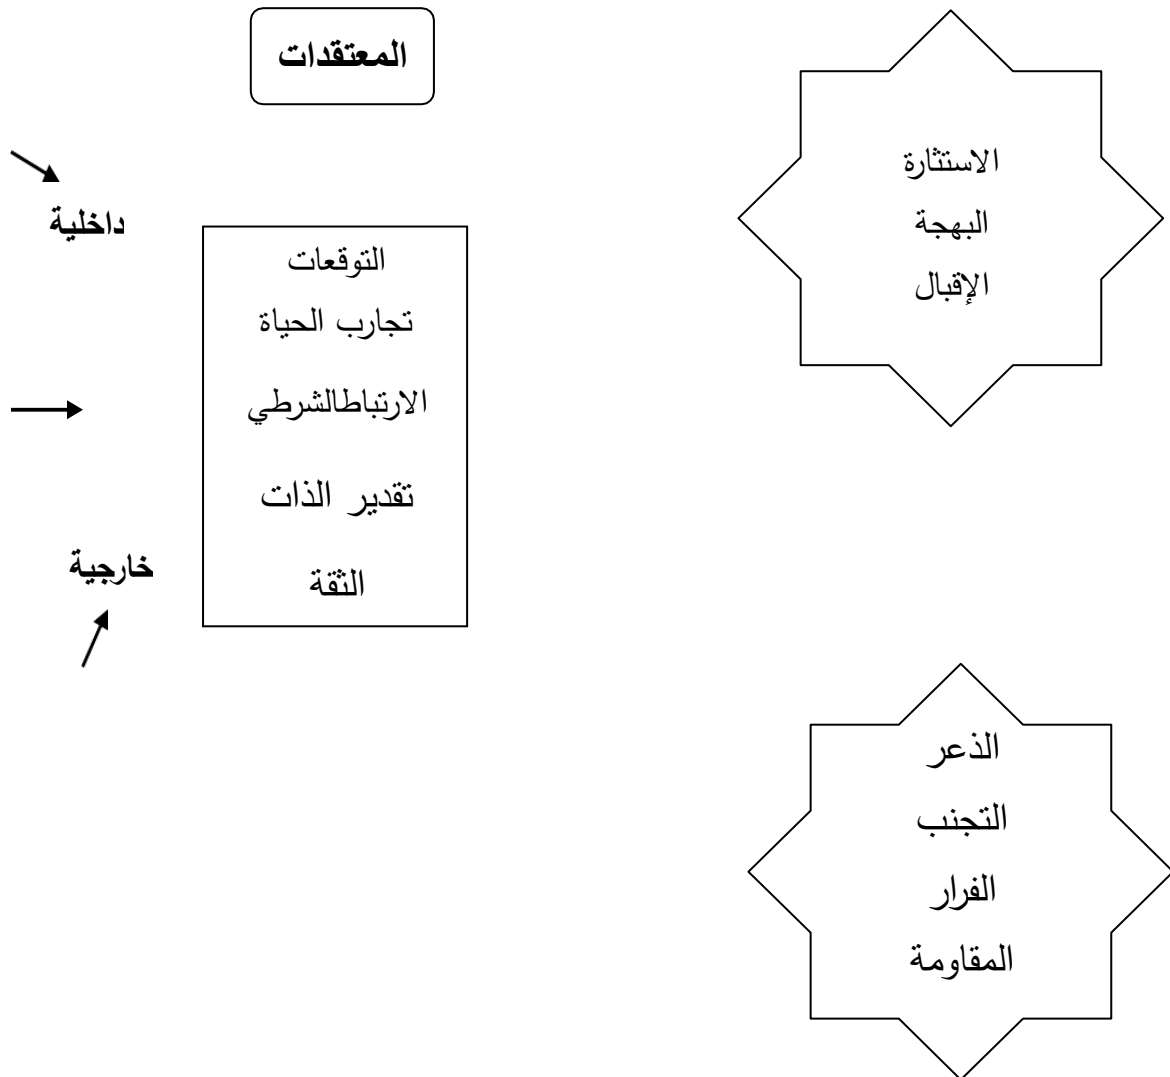 المعتقدات
داخلية
خارجية
التوقعات
تجارب الحياة
الارتباطالشرطي
تقدير الذات
الثقة
الاستثارة
البهجة
الإقبال
الذعر
التجنب
الفرار
المقاومة